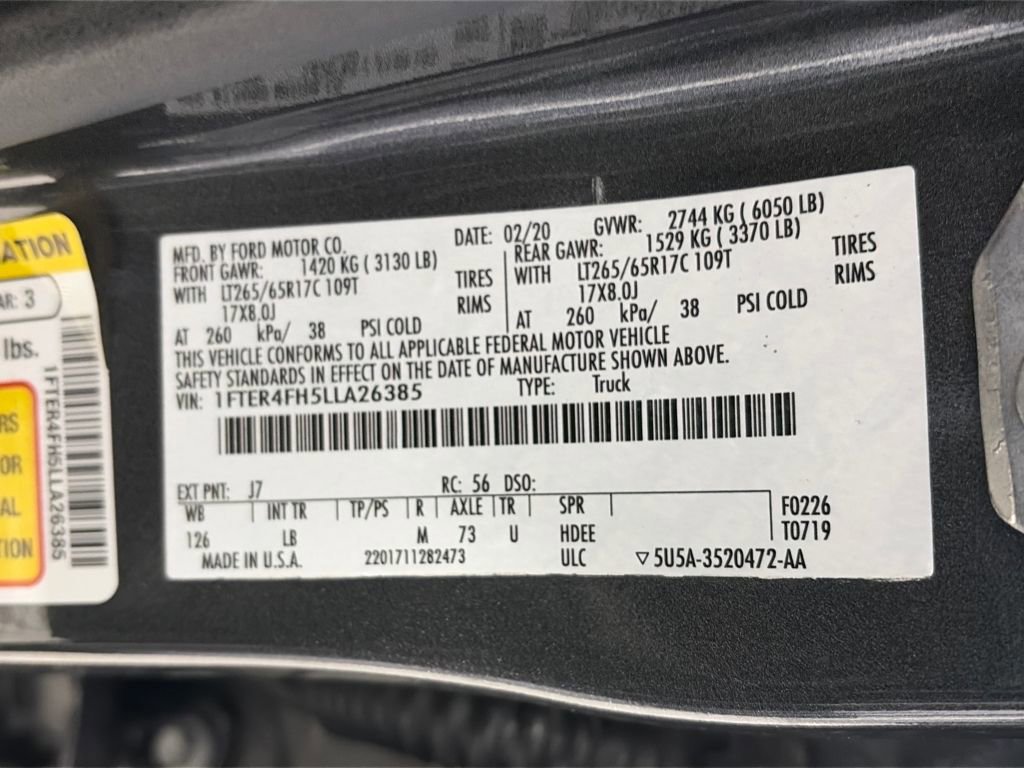 ATION
AR: 3
lbs.
RS
OR
AL
TION
1FTER4FH5LLA26385
MFD. BY FORD MOTOR CO. DATE: 02/20 GVWR: 2744 KG ( 6050 LB)
FRONT GAWR: 1420 KG ( 3130 LB) REAR GAWR: 1529 KG ( 3370 LB)
WITH LT265/65R17C 109T TIRES WITH LT265/65R17C 109T TIRES
17X8.0J RIMS 17X8.0J RIMS
AT 260 kPa/ 38 PSI COLD AT 260 kPa/ 38 PSI COLD
THIS VEHICLE CONFORMS TO ALL APPLICABLE FEDERAL MOTOR VEHICLE
SAFETY STANDARDS IN EFFECT ON THE DATE OF MANUFACTURE SHOWN ABOVE.
VIN: 1FTER4FH5LLA26385 TYPE: Truck
EXT PNT: J7 RC: 56 DSO:
WB INT TR TP/PS R AXLE TR SPR F0226
126 LB M 73 U HDEE T0719
MADE IN U.S.A. 2201711282473 ULC ▽5U5A-3520472-AA